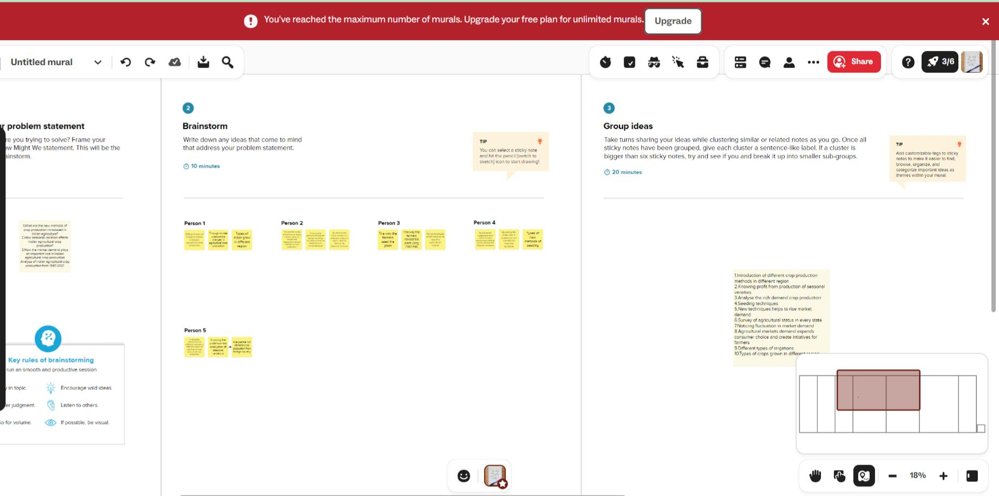 You've reached the maximum number of murals. Upgrade your free plan for unlimited murals.
Upgrade
Untitled mural
Share
3/6
r problem statement
re you trying to solve? Frame your
ow Might We statement. This will be the
ainstorm.
1.What are the new methods of
crop production introduced in
Indian agriculture?
2.How seasonal variation effects
Indian agricultural crop
production?
3.How the market demand plays
an important role in Indian
agricultural crop production
Analyse of Indian agricultural crop
production from 1997-2021
Key rules of brainstorming
run an smooth and productive session
y in topic.
Encourage wild ideas.
er judgment.
Listen to others.
o for volume.
If possible, be visual.
2
Brainstorm
Write down any ideas that come to mind
that address your problem statement.
10 minutes
TIP
You can select a sticky note
and hit the pencil [switch to
sketch] icon to start drawing!
Person 1
Through climate
what are the
changes in
agricultural crop
production
Types of
crops grow
in different
region
Person 2
Person 3
The way the
farmers
seed the
plant
The way the
farmers
harvest the
plant using
machines
Person 4
Types of
new
methods of
seeding
Person 5
Knowing the
profit from the
production of
seasonal
varieties
Analyse the rich
demand crop
production from
foreign country
3
Group ideas
Take turns sharing your ideas while clustering similar or related notes as you go. Once all
sticky notes have been grouped, give each cluster a sentence-like label. If a cluster is
bigger than six sticky notes, try and see if you and break it up into smaller sub-groups.
20 minutes
TIP
Add customizable tags to sticky
notes to make it easier to find,
browse, organize, and
categorize important ideas as
themes within your mural.
1.Introduction of different crop production
methods in different region
2.Knowing profit from production of seasonal
varieties
3.Analyse the rich demand crop production
4.Seeding techniques
5.New techniques helps to rise market
demand
6.Survey of agricultural status in every state
7.Noticing fluctuation in market demand
8.Agricultural markets demand expands
consumer choice and create intiatives for
farmers
9.Different types of irrigations
10.Types of crops grown in different region
18%